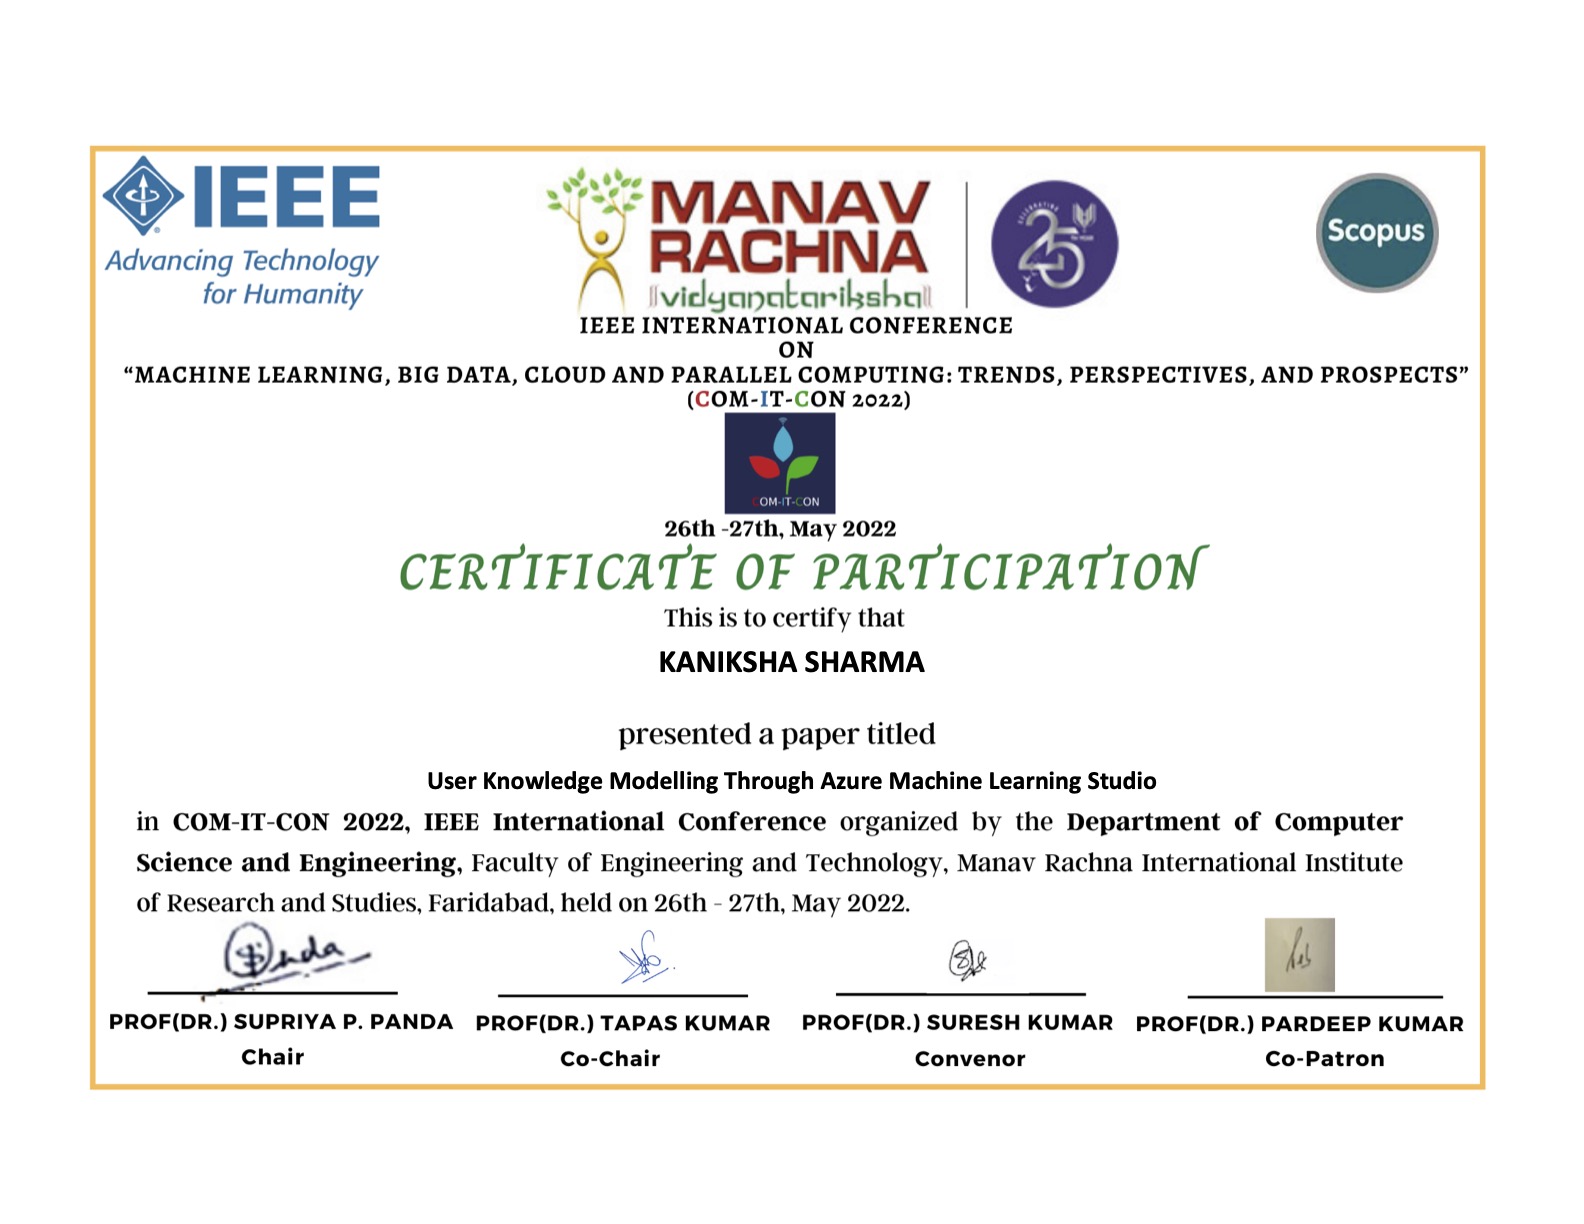 IEEE
Advancing Technology
for Humanity
MANAV
RACHNA
vidyanatariksha
CELEBRATING
25
TH YEAR
Scopus
IEEE INTERNATIONAL CONFERENCE
ON
“MACHINE LEARNING, BIG DATA, CLOUD AND PARALLEL COMPUTING: TRENDS, PERSPECTIVES, AND PROSPECTS”
(COM-IT-CON 2022)
COM-IT-CON
26th -27th, May 2022
CERTIFICATE OF PARTICIPATION
This is to certify that
KANIKSHA SHARMA
presented a paper titled
User Knowledge Modelling Through Azure Machine Learning Studio
in COM-IT-CON 2022, IEEE International Conference organized by the Department of Computer
Science and Engineering, Faculty of Engineering and Technology, Manav Rachna International Institute
of Research and Studies, Faridabad, held on 26th - 27th, May 2022.
PROF(DR.) SUPRIYA P. PANDA
Chair
PROF(DR.) TAPAS KUMAR
Co-Chair
PROF(DR.) SURESH KUMAR
Convenor
PROF(DR.) PARDEEP KUMAR
Co-Patron